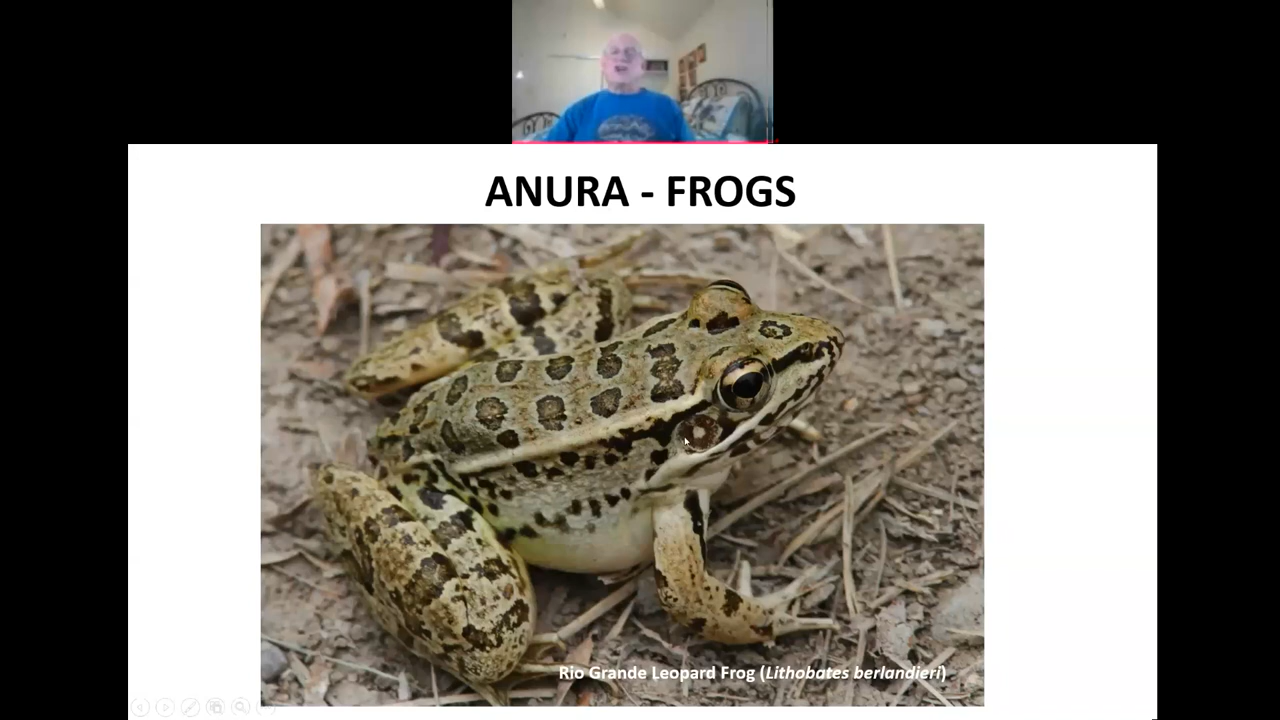 ANURA - FROGS
Rio Grande Leopard Frog (Lithobates berlandieri)